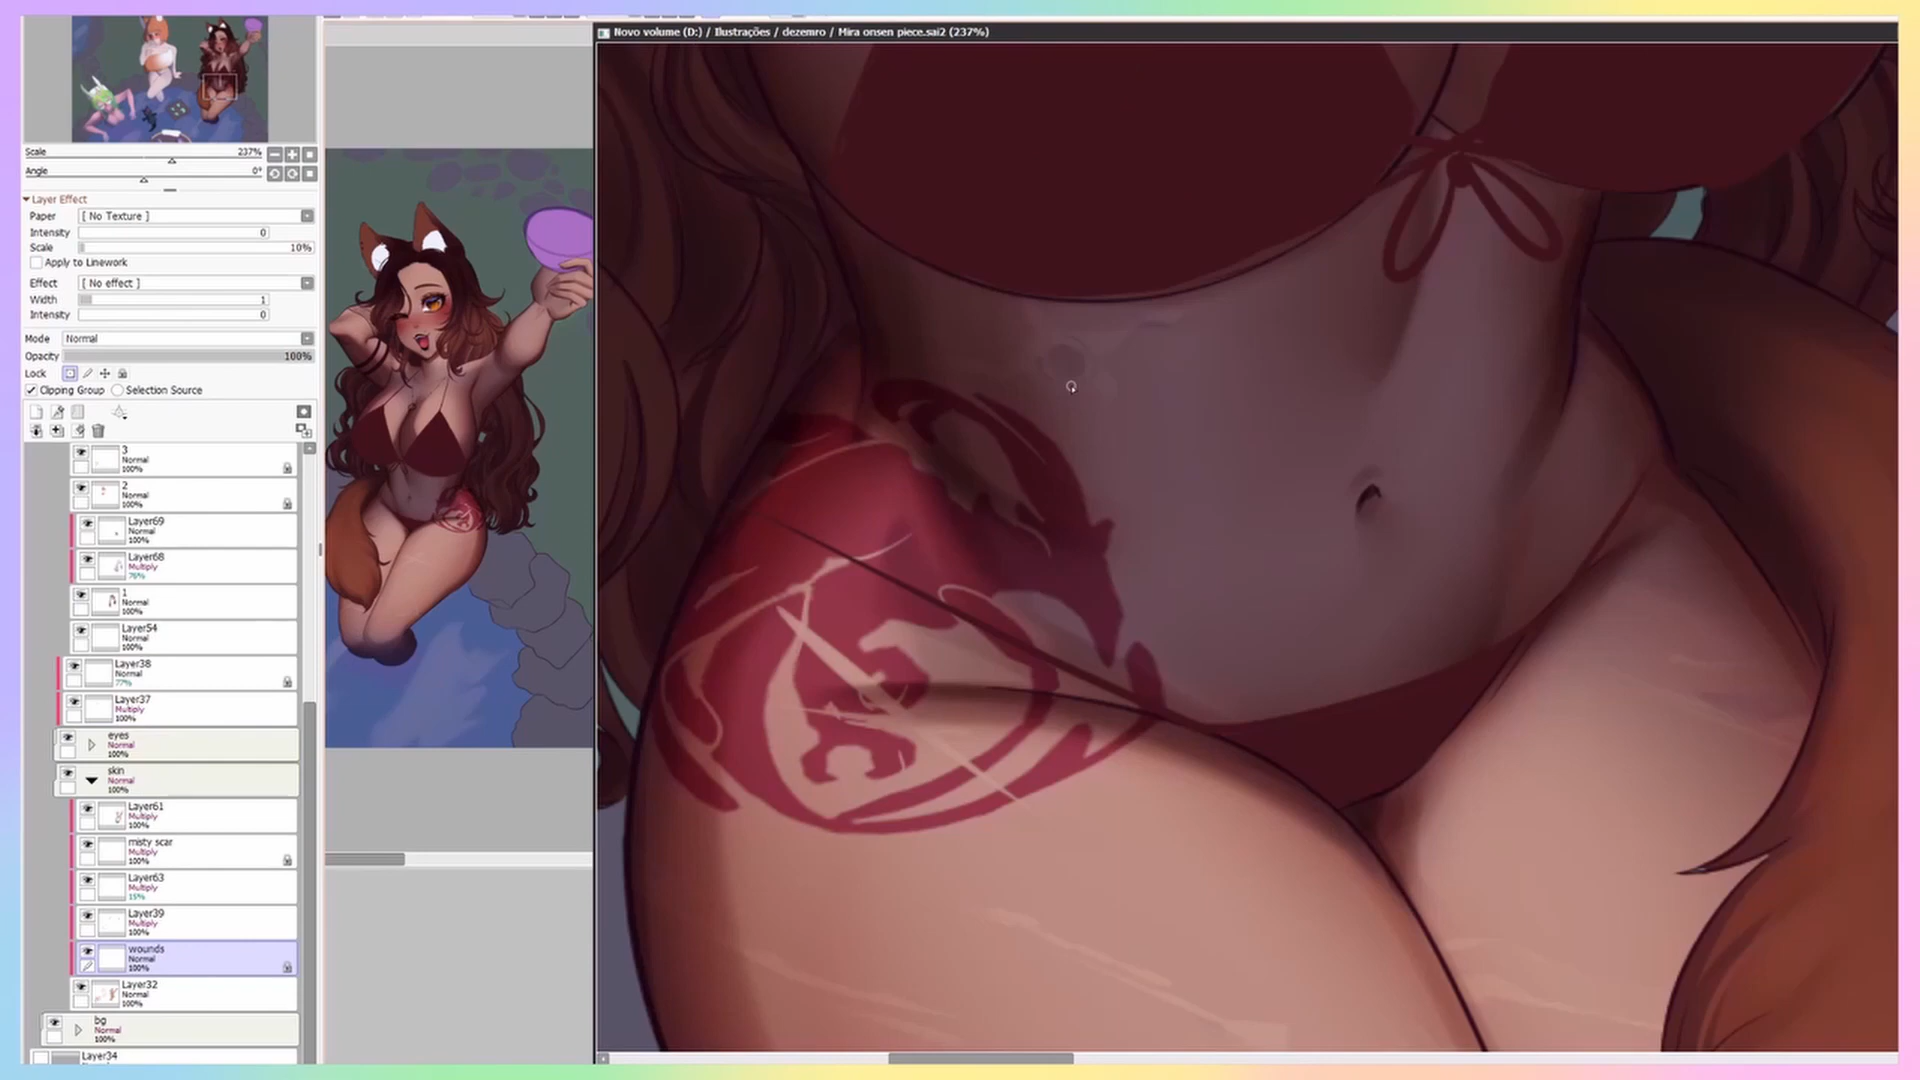 Novo volume (D:) / Ilustrações / dezemro / Mira onsen piece.sai2 (237%)
Scale 237%
Angle 0°
Layer Effect
Paper [ No Texture ]
Intensity 0
Scale 10%
Apply to Linework
Effect [ No effect ]
Width 1
Intensity 0
Mode Normal
Opacity 100%
Lock
Clipping Group Selection Source
3
Normal
100%
2
Normal
100%
Layer69
Normal
100%
Layer68
Multiply
76%
1
Normal
100%
Layer54
Normal
100%
Layer38
Normal
77%
Layer37
Multiply
100%
eyes
Normal
100%
skin
Normal
100%
Layer61
Multiply
100%
misty scar
Multiply
100%
Layer63
Multiply
15%
Layer39
Multiply
100%
wounds
Normal
100%
Layer32
Normal
100%
bg
Normal
100%
Layer34